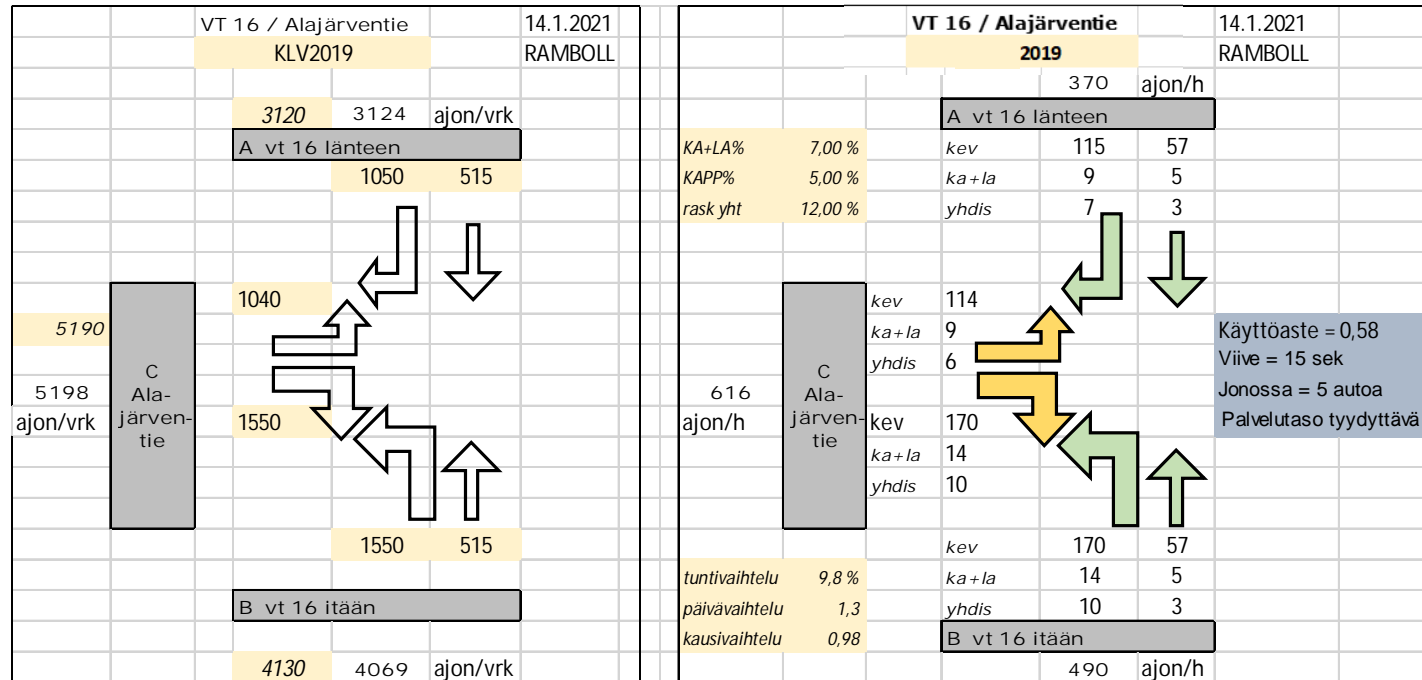 VT 16 / Alajärventie 14.1.2021
KLV2019 RAMBOLL
3120 3124 ajon/vrk
A vt 16 länteen
1050 515
1040
5190
C
Ala-
järven-
tie
5198
ajon/vrk
1550
1550 515
B vt 16 itään
4130 4069 ajon/vrk
VT 16 / Alajärventie 14.1.2021
2019 RAMBOLL
370 ajon/h
A vt 16 länteen
KA+LA% 7,00 % kev 115 57
KAPP% 5,00 % ka+la 9 5
rask yht 12,00 % yhdis 7 3
kev 114
ka+la 9
yhdis 6
Käyttöaste = 0,58
Viive = 15 sek
Jonossa = 5 autoa
Palvelutaso tyydyttävä
C
Ala-
järven-
tie
616
ajon/h
kev 170
ka+la 14
yhdis 10
kev 170 57
tuntivaihtelu 9,8 % ka+la 14 5
päivävaihtelu 1,3 yhdis 10 3
kausivaihtelu 0,98 B vt 16 itään
490 ajon/h